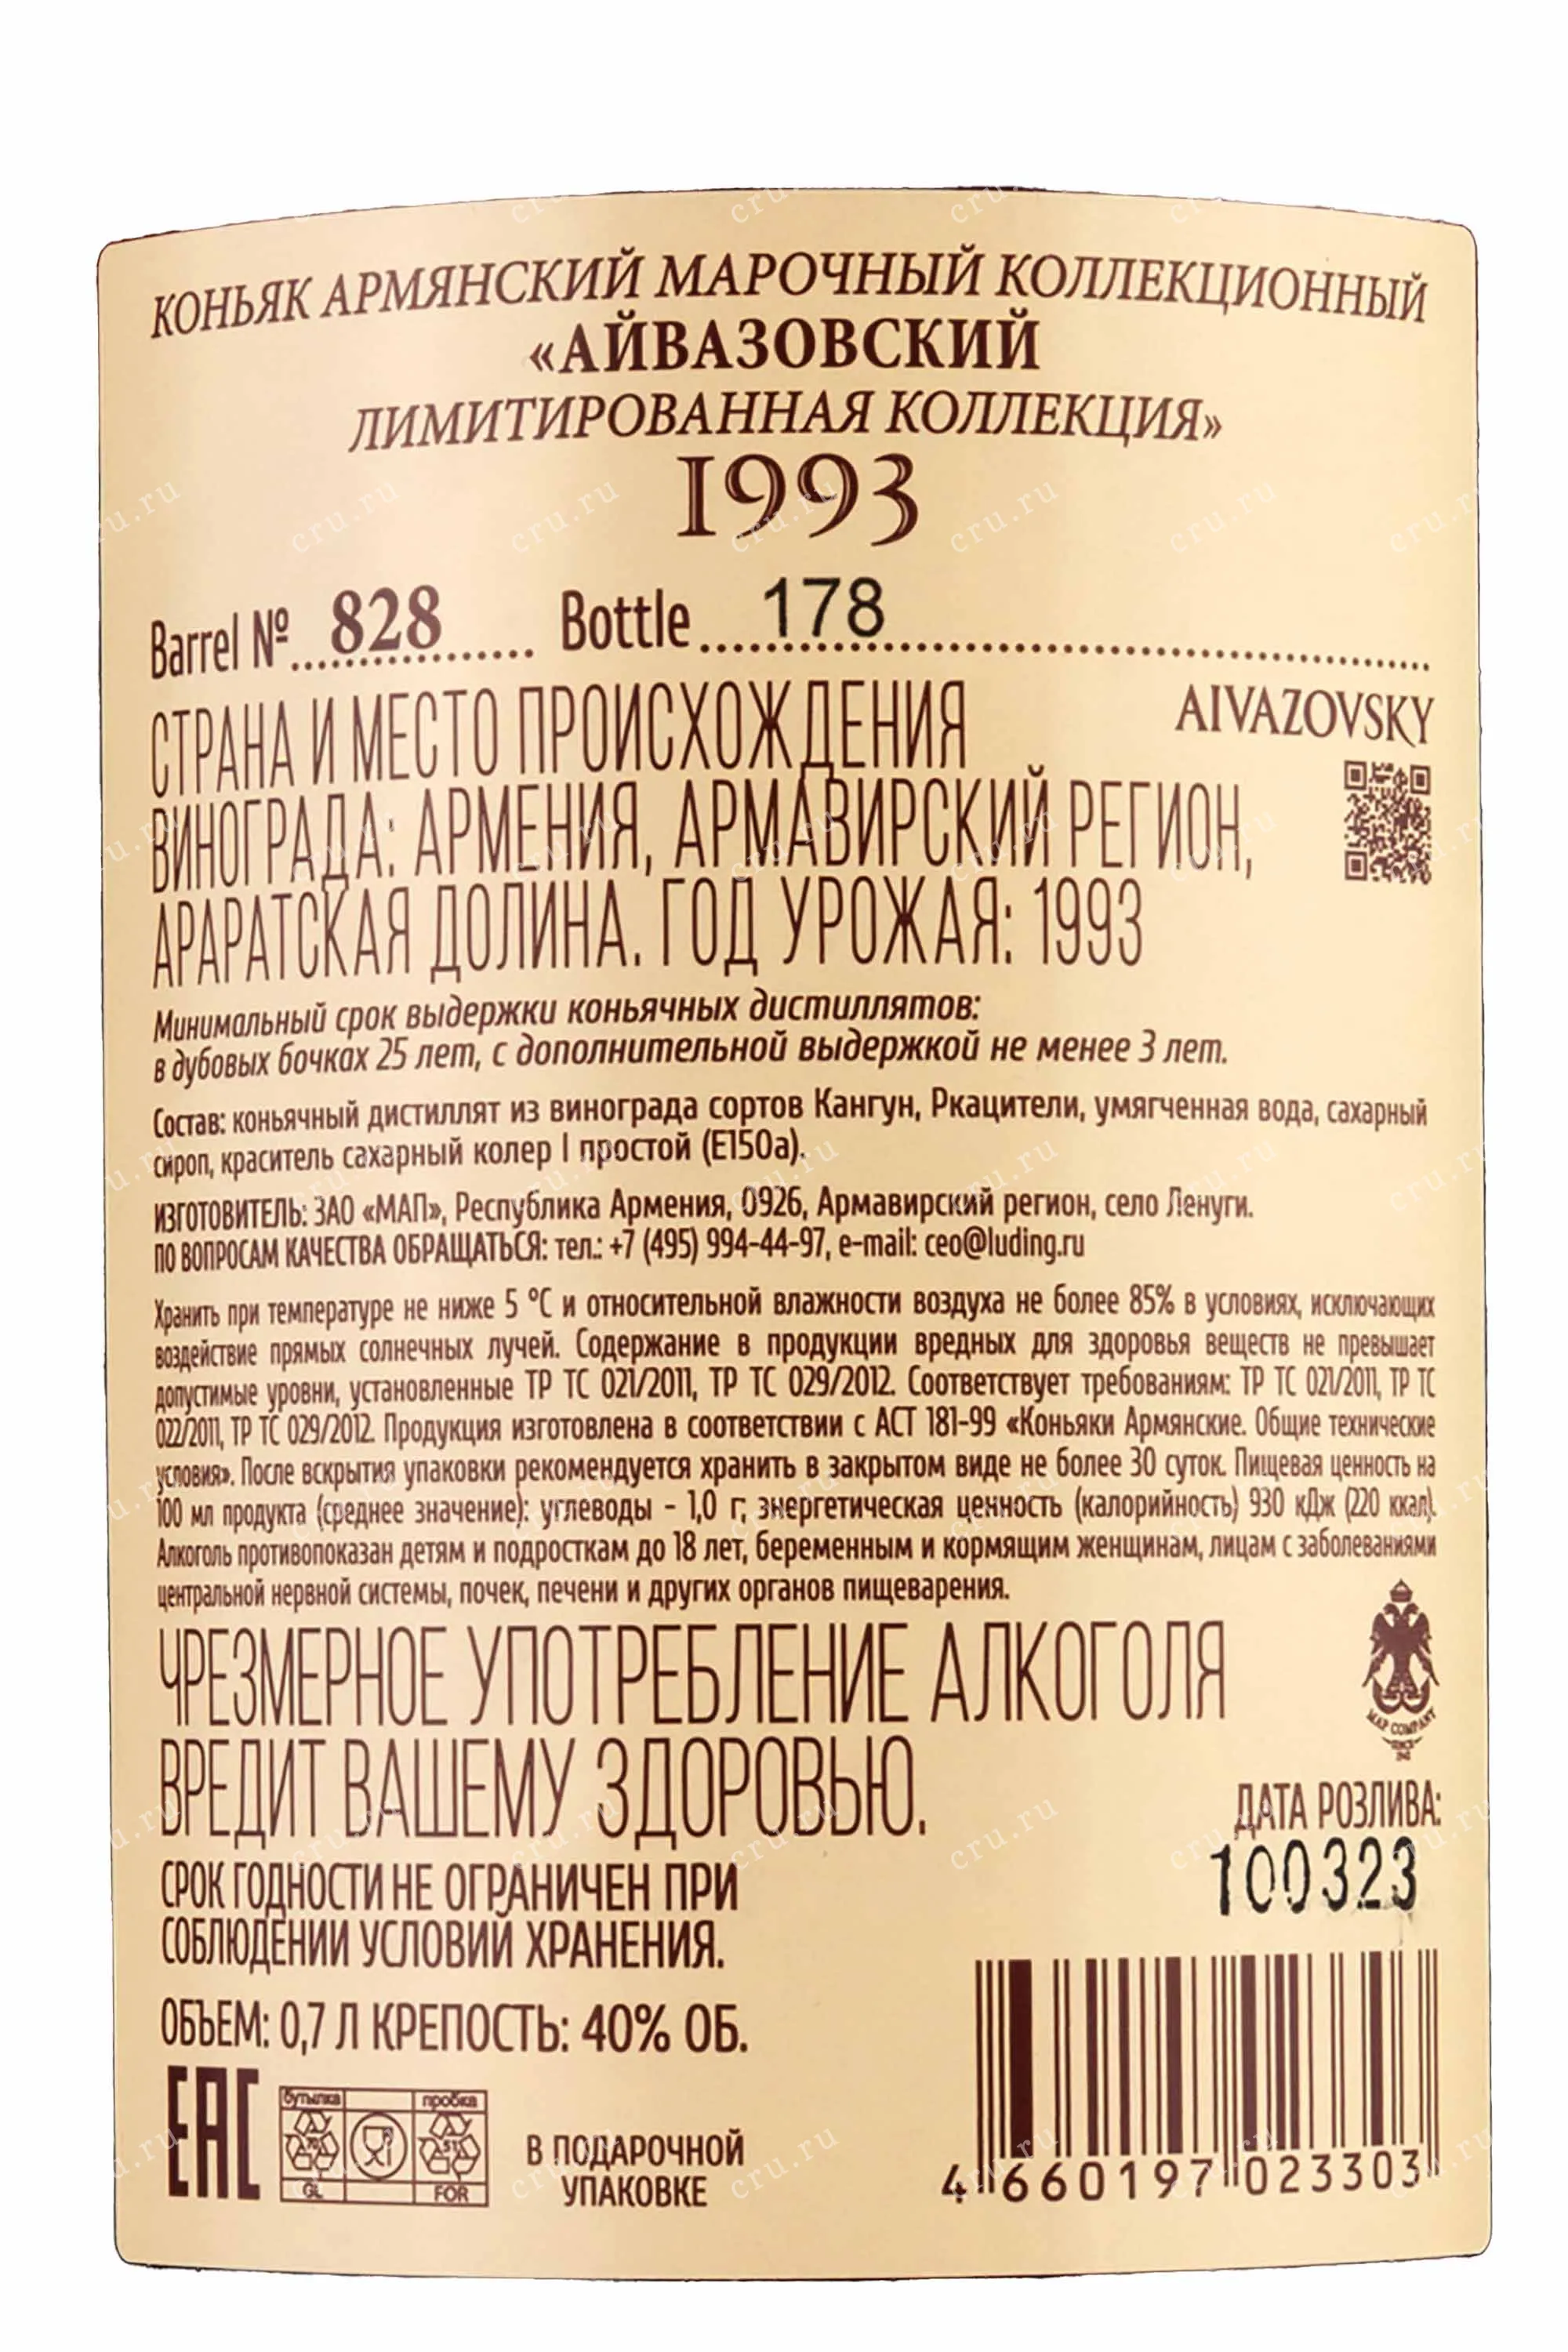 КОНЬЯК АРМЯНСКИЙ МАРОЧНЫЙ КОЛЛЕКЦИОННЫЙ
«АЙВАЗОВСКИЙ
ЛИМИТИРОВАННАЯ КОЛЛЕКЦИЯ»
1993
Barrel № 828 Bottle 178
AIVAZOVSKY
СТРАНА И МЕСТО ПРОИСХОЖДЕНИЯ
ВИНОГРАДА: АРМЕНИЯ, АРМАВИРСКИЙ РЕГИОН,
АРАРАТСКАЯ ДОЛИНА. ГОД УРОЖАЯ: 1993
Минимальный срок выдержки коньячных дистиллятов:
в дубовых бочках 25 лет, с дополнительной выдержкой не менее 3 лет.
Состав: коньячный дистиллят из винограда сортов Кангун, Ркацители, умягченная вода, сахарный
сироп, краситель сахарный колер I простой (Е150а).
ИЗГОТОВИТЕЛЬ: ЗАО «МАП», Республика Армения, 0926, Армавирский регион, село Ленуги.
ПО ВОПРОСАМ КАЧЕСТВА ОБРАЩАТЬСЯ: тел.: +7 (495) 994-44-97, e-mail: ceo@luding.ru
Хранить при температуре не ниже 5 °C и относительной влажности воздуха не более 85% в условиях, исключающих
воздействие прямых солнечных лучей. Содержание в продукции вредных для здоровья веществ не превышает
допустимые уровни, установленные ТР ТС 021/2011, ТР ТС 029/2012. Соответствует требованиям: ТР ТС 021/2011, ТР ТС
022/2011, ТР ТС 029/2012. Продукция изготовлена в соответствии с АСТ 181-99 «Коньяки Армянские. Общие технические
условия». После вскрытия упаковки рекомендуется хранить в закрытом виде не более 30 суток. Пищевая ценность на
100 мл продукта (среднее значение): углеводы - 1,0 г; энергетическая ценность (калорийность) 930 кДж (220 ккал).
Алкоголь противопоказан детям и подросткам до 18 лет, беременным и кормящим женщинам, лицам с заболеваниями
центральной нервной системы, почек, печени и других органов пищеварения.
ЧРЕЗМЕРНОЕ УПОТРЕБЛЕНИЕ АЛКОГОЛЯ
ВРЕДИТ ВАШЕМУ ЗДОРОВЬЮ.
MAP COMPANY
SINCE
ДАТА РОЗЛИВА:
100323
СРОК ГОДНОСТИ НЕ ОГРАНИЧЕН ПРИ
СОБЛЮДЕНИИ УСЛОВИЙ ХРАНЕНИЯ.
ОБЪЕМ: 0,7 Л КРЕПОСТЬ: 40% ОБ.
EAC
бутылка пробка
70 51
GL FOR
В ПОДАРОЧНОЙ
УПАКОВКЕ
4 660197 023303
cru.ru